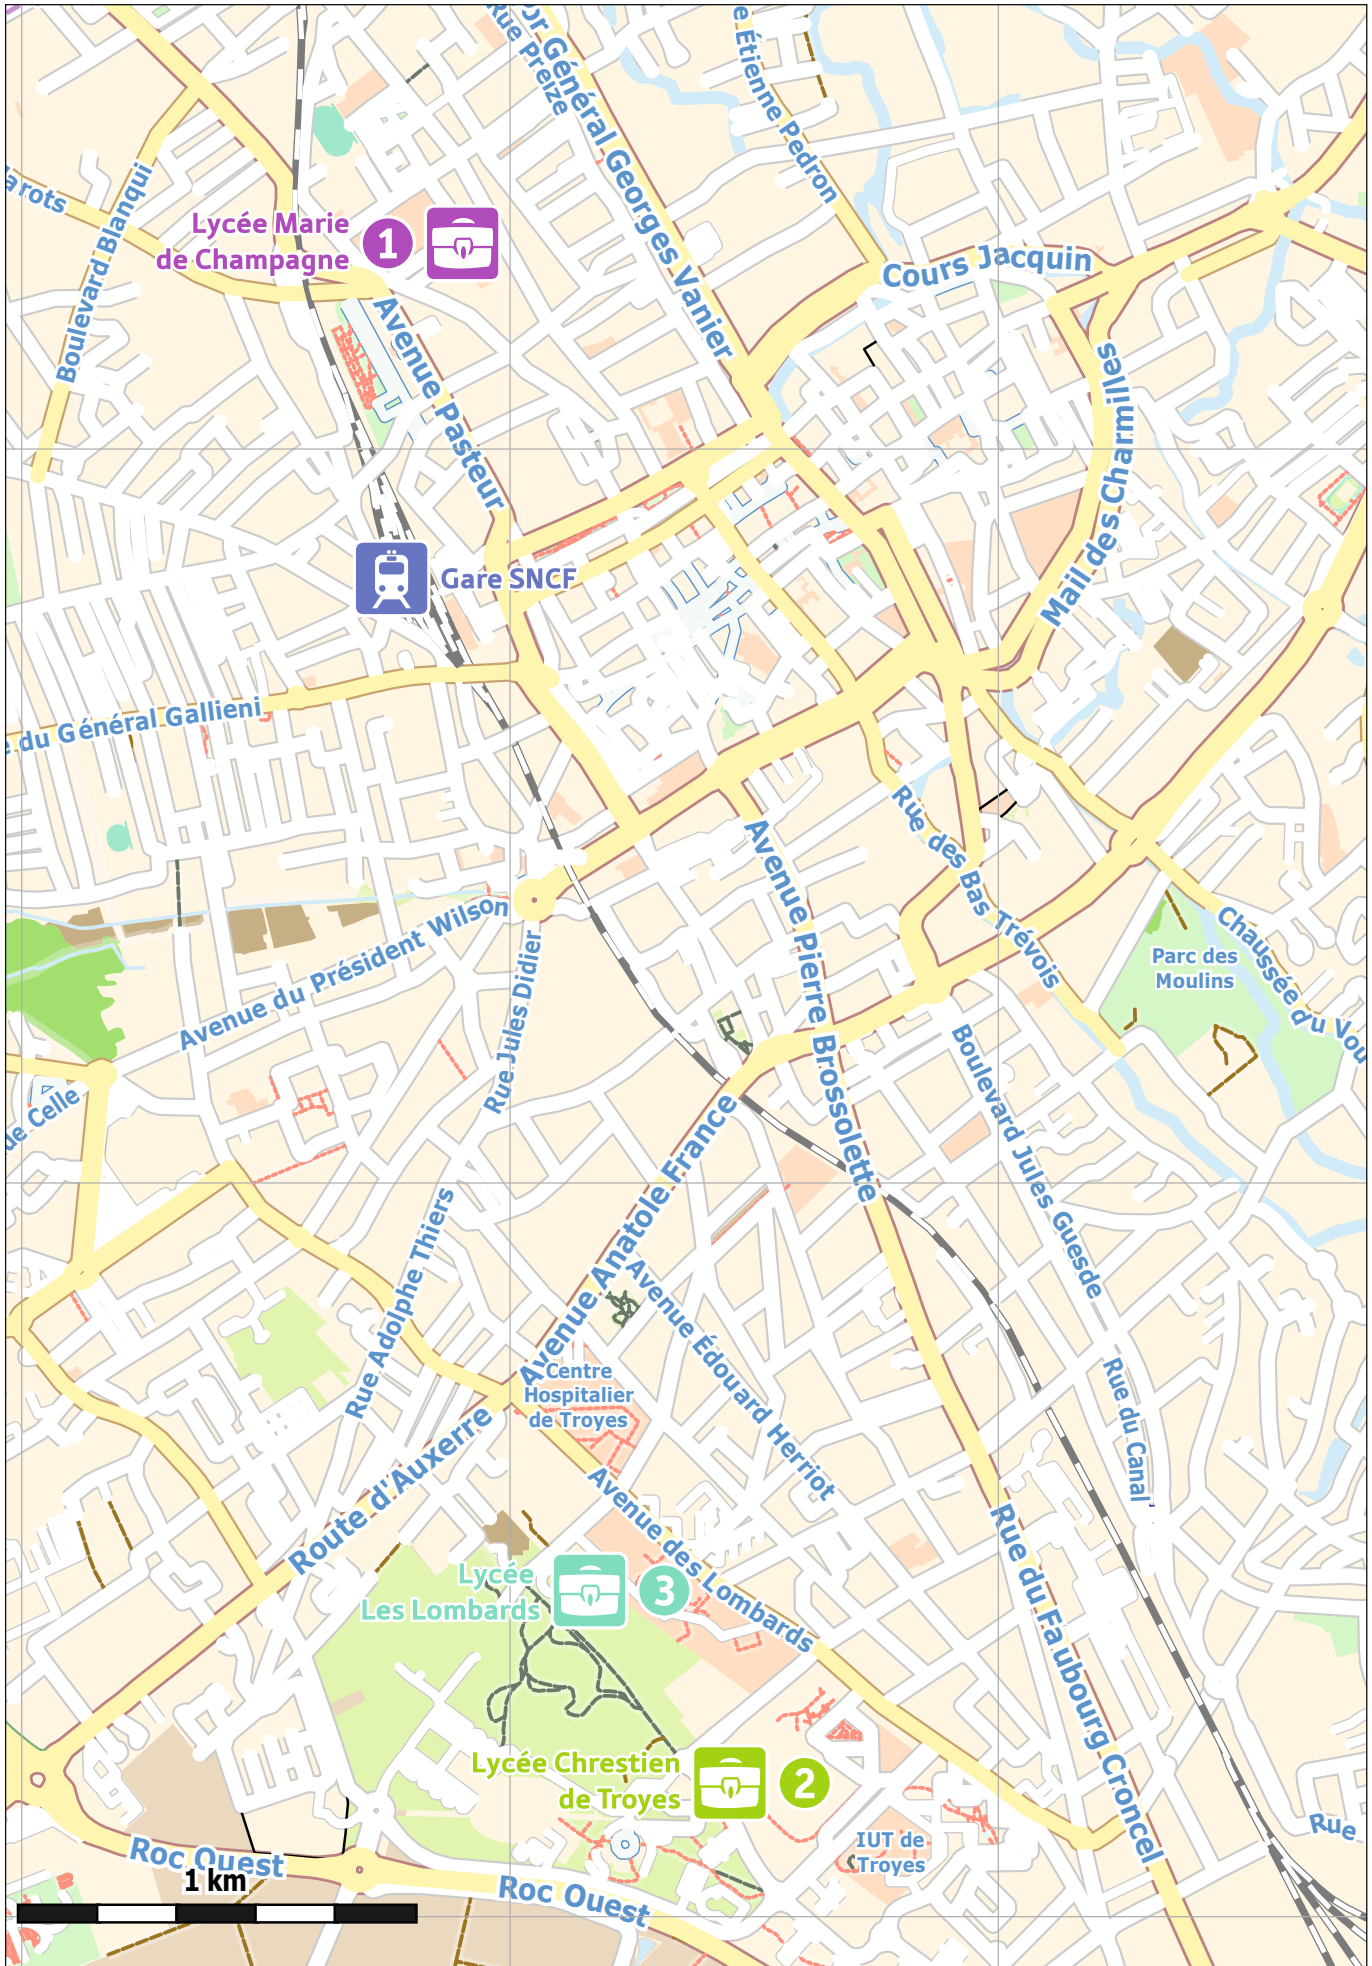 Rue Preize
or Général Georges Vanier
e Étienne Pedron
arots
Boulevard Blanqui
Lycée Marie
de Champagne
1
Cours Jacquin
Avenue Pasteur
Mail des Charmilles
Gare SNCF
e du Général Gallieni
Rue des Bas Trévois
Avenue Pierre Brossolette
Avenue du Président Wilson
Rue Jules Didier
Parc des
Moulins
Chaussée du Vou
Boulevard Jules Guesde
de Celle
Avenue Anatole France
Rue Adolphe Thiers
Avenue Édouard Herriot
Centre
Hospitalier
de Troyes
Rue du Canal
Route d'Auxerre
Avenue des Lombards
Rue du Faubourg Croncel
Lycée
Les Lombards
3
Lycée Chrestien
de Troyes
2
IUT de
Troyes
Rue
Roc Ouest
1 km
Roc Ouest